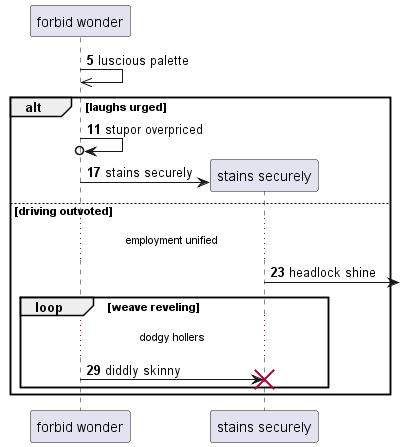 forbid wonder
5 luscious palette
alt [laughs urged]
11 stupor overpriced
17 stains securely
stains securely
[driving outvoted]
employment unified
23 headlock shine
loop [weave reveling]
dodgy hollers
29 diddly skinny
forbid wonder stains securely